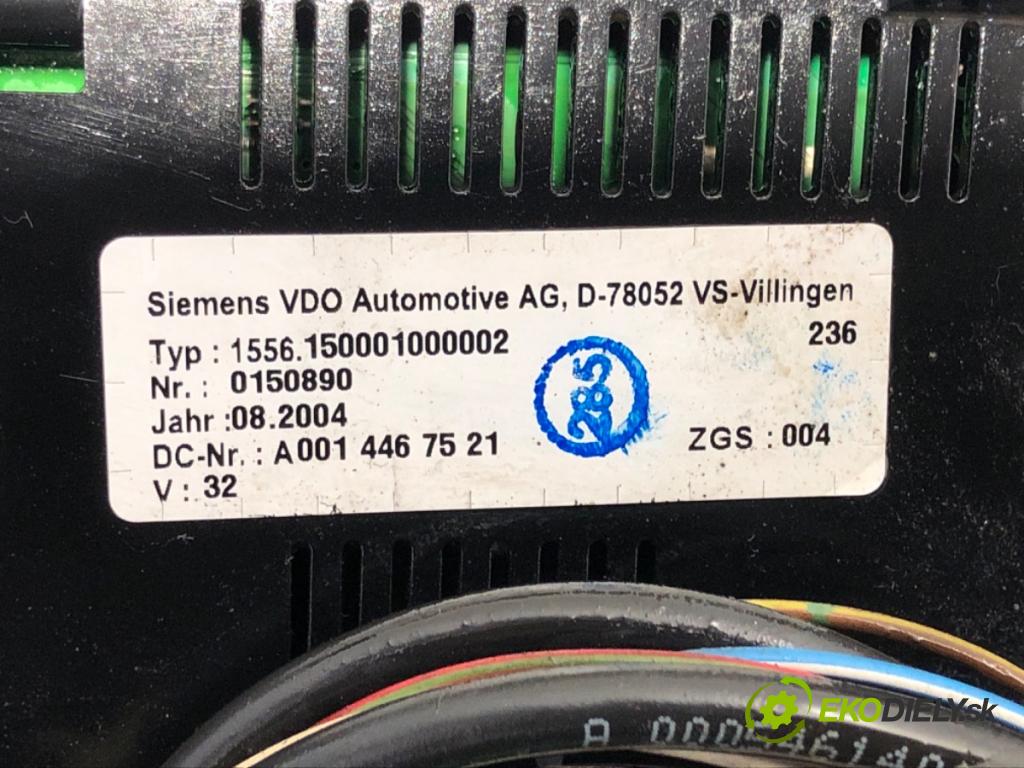 Siemens VDO Automotive AG, D-78052 VS-Villingen
236
Typ : 1556.150001000002
Nr. : 0150890
Jahr :08.2004
DC-Nr. : A001 446 75 21
ZGS : 004
V : 32
285
EKODIELY.sk
A